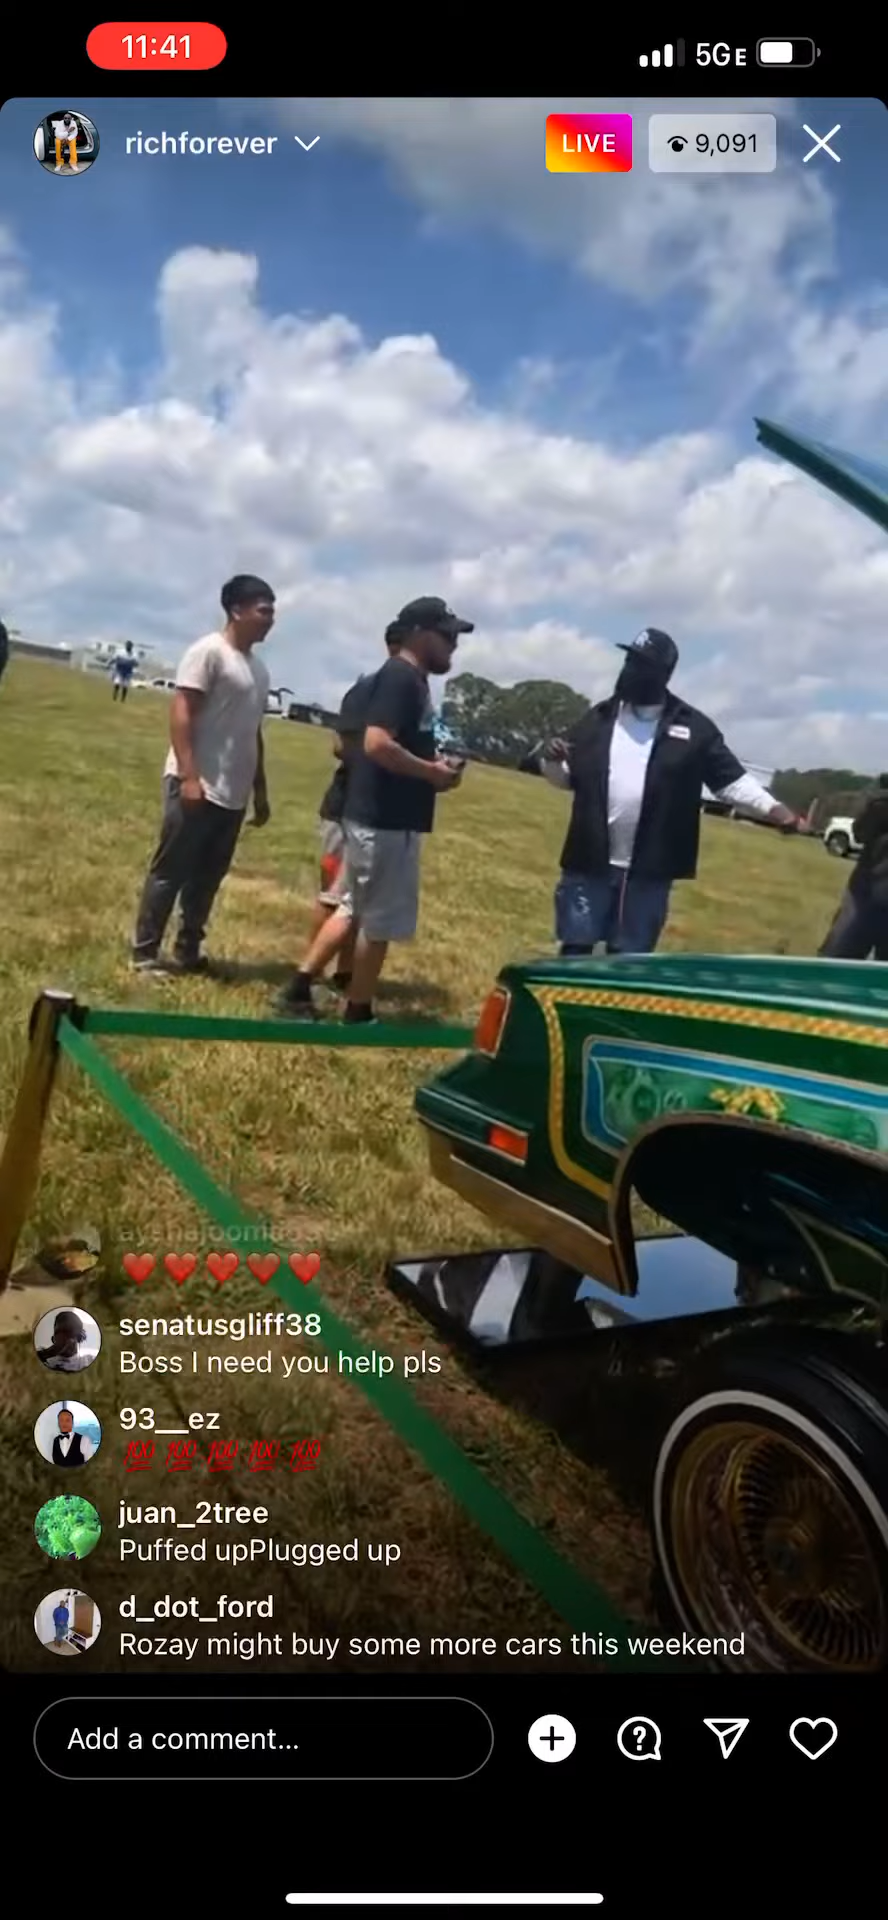 11:41
5GE
richforever
LIVE
9,091
senatusgliff38
Boss I need you help pls
💯 💯 💯 💯 💯
93__ez
juan_2tree
Puffed upPlugged up
d_dot_ford
Rozay might buy some more cars this weekend
Add a comment...